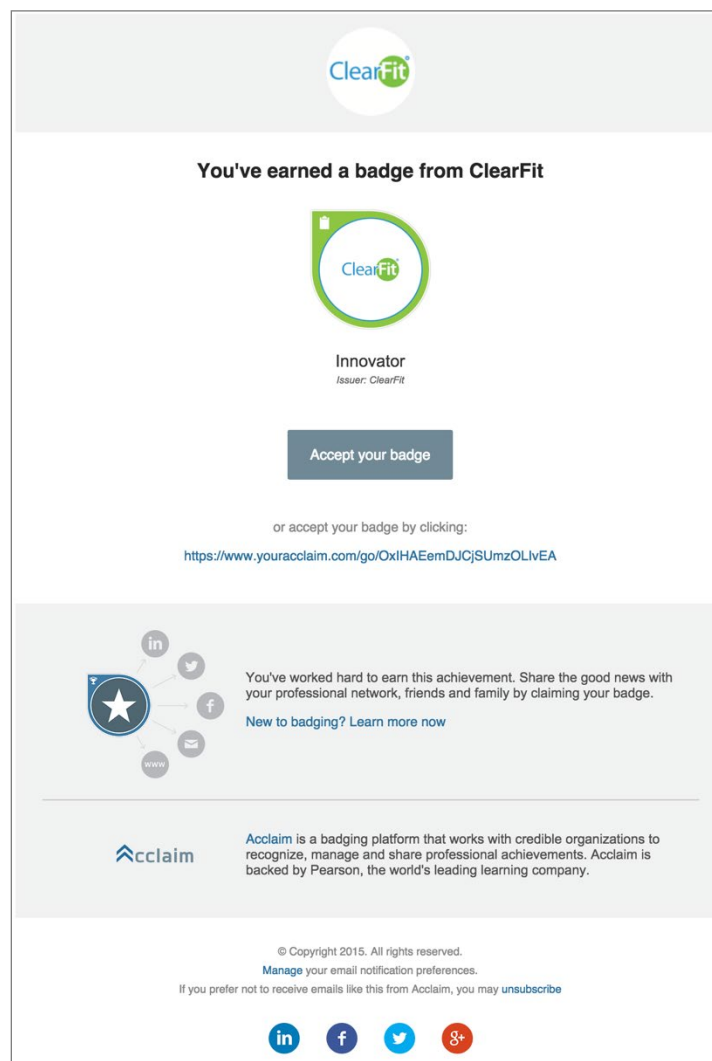 ClearFit
You've earned a badge from ClearFit
ClearFit
Innovator
Issuer: ClearFit
Accept your badge
or accept your badge by clicking:
https://www.youracclaim.com/go/OxIHAEemDJCjSUmzOLIvEA
in
f
www
You've worked hard to earn this achievement. Share the good news with
your professional network, friends and family by claiming your badge.
New to badging? Learn more now
Acclaim
Acclaim is a badging platform that works with credible organizations to
recognize, manage and share professional achievements. Acclaim is
backed by Pearson, the world's leading learning company.
© Copyright 2015. All rights reserved.
Manage your email notification preferences.
If you prefer not to receive emails like this from Acclaim, you may unsubscribe
in f g+